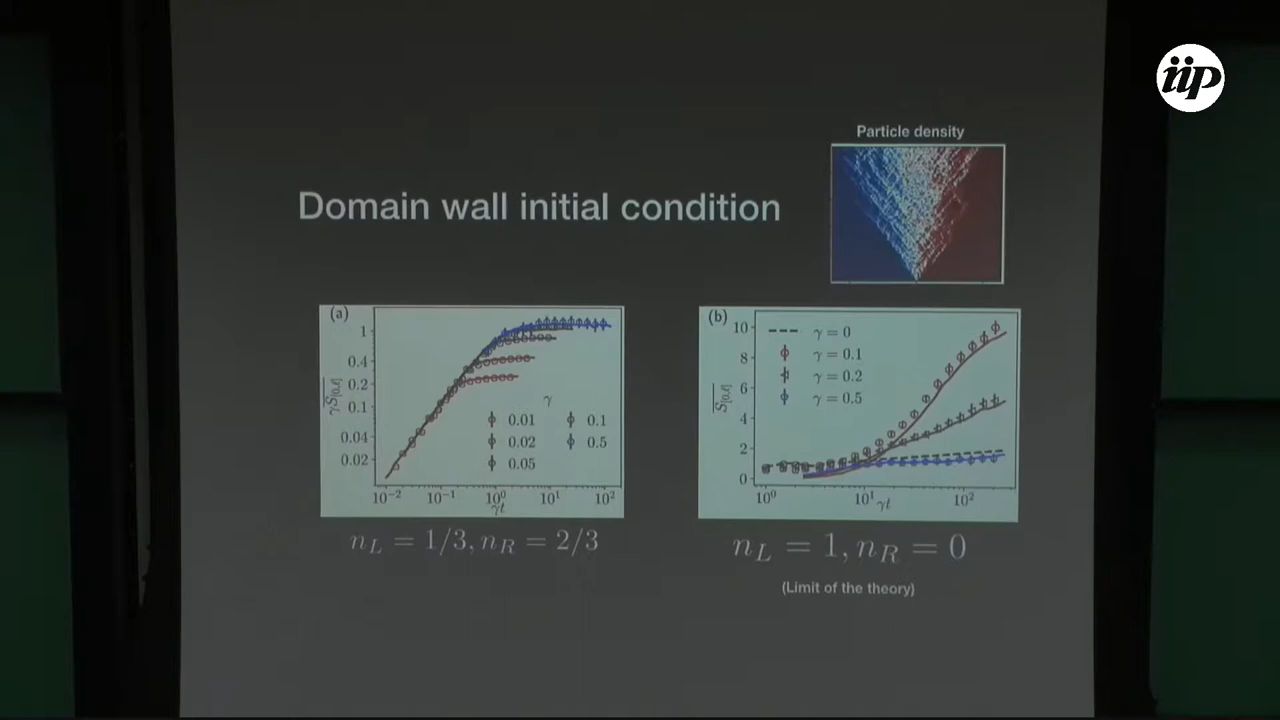 iip
Particle density
Domain wall initial condition
(a)
1
0.4
0.2
0.1
0.04
0.02
γS̅[0,ℓ]
γ
0.01
0.1
0.02
0.5
0.05
10⁻² 10⁻¹ 10⁰ 10¹ 10²
γt
n_L = 1/3, n_R = 2/3
(b)
10
8
6
4
2
0
S̅[0,ℓ]
γ = 0
γ = 0.1
γ = 0.2
γ = 0.5
10⁰ 10¹ 10²
γt
n_L = 1, n_R = 0
(Limit of the theory)